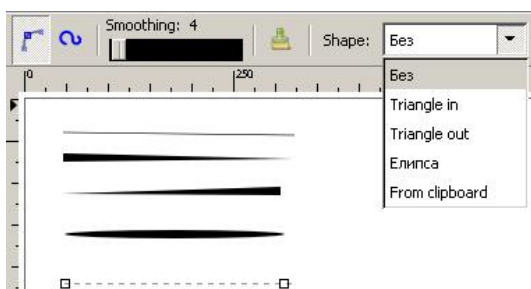 Smoothing: 4
Shape: Без
0 250
Без
Triangle in
Triangle out
Елипса
From clipboard